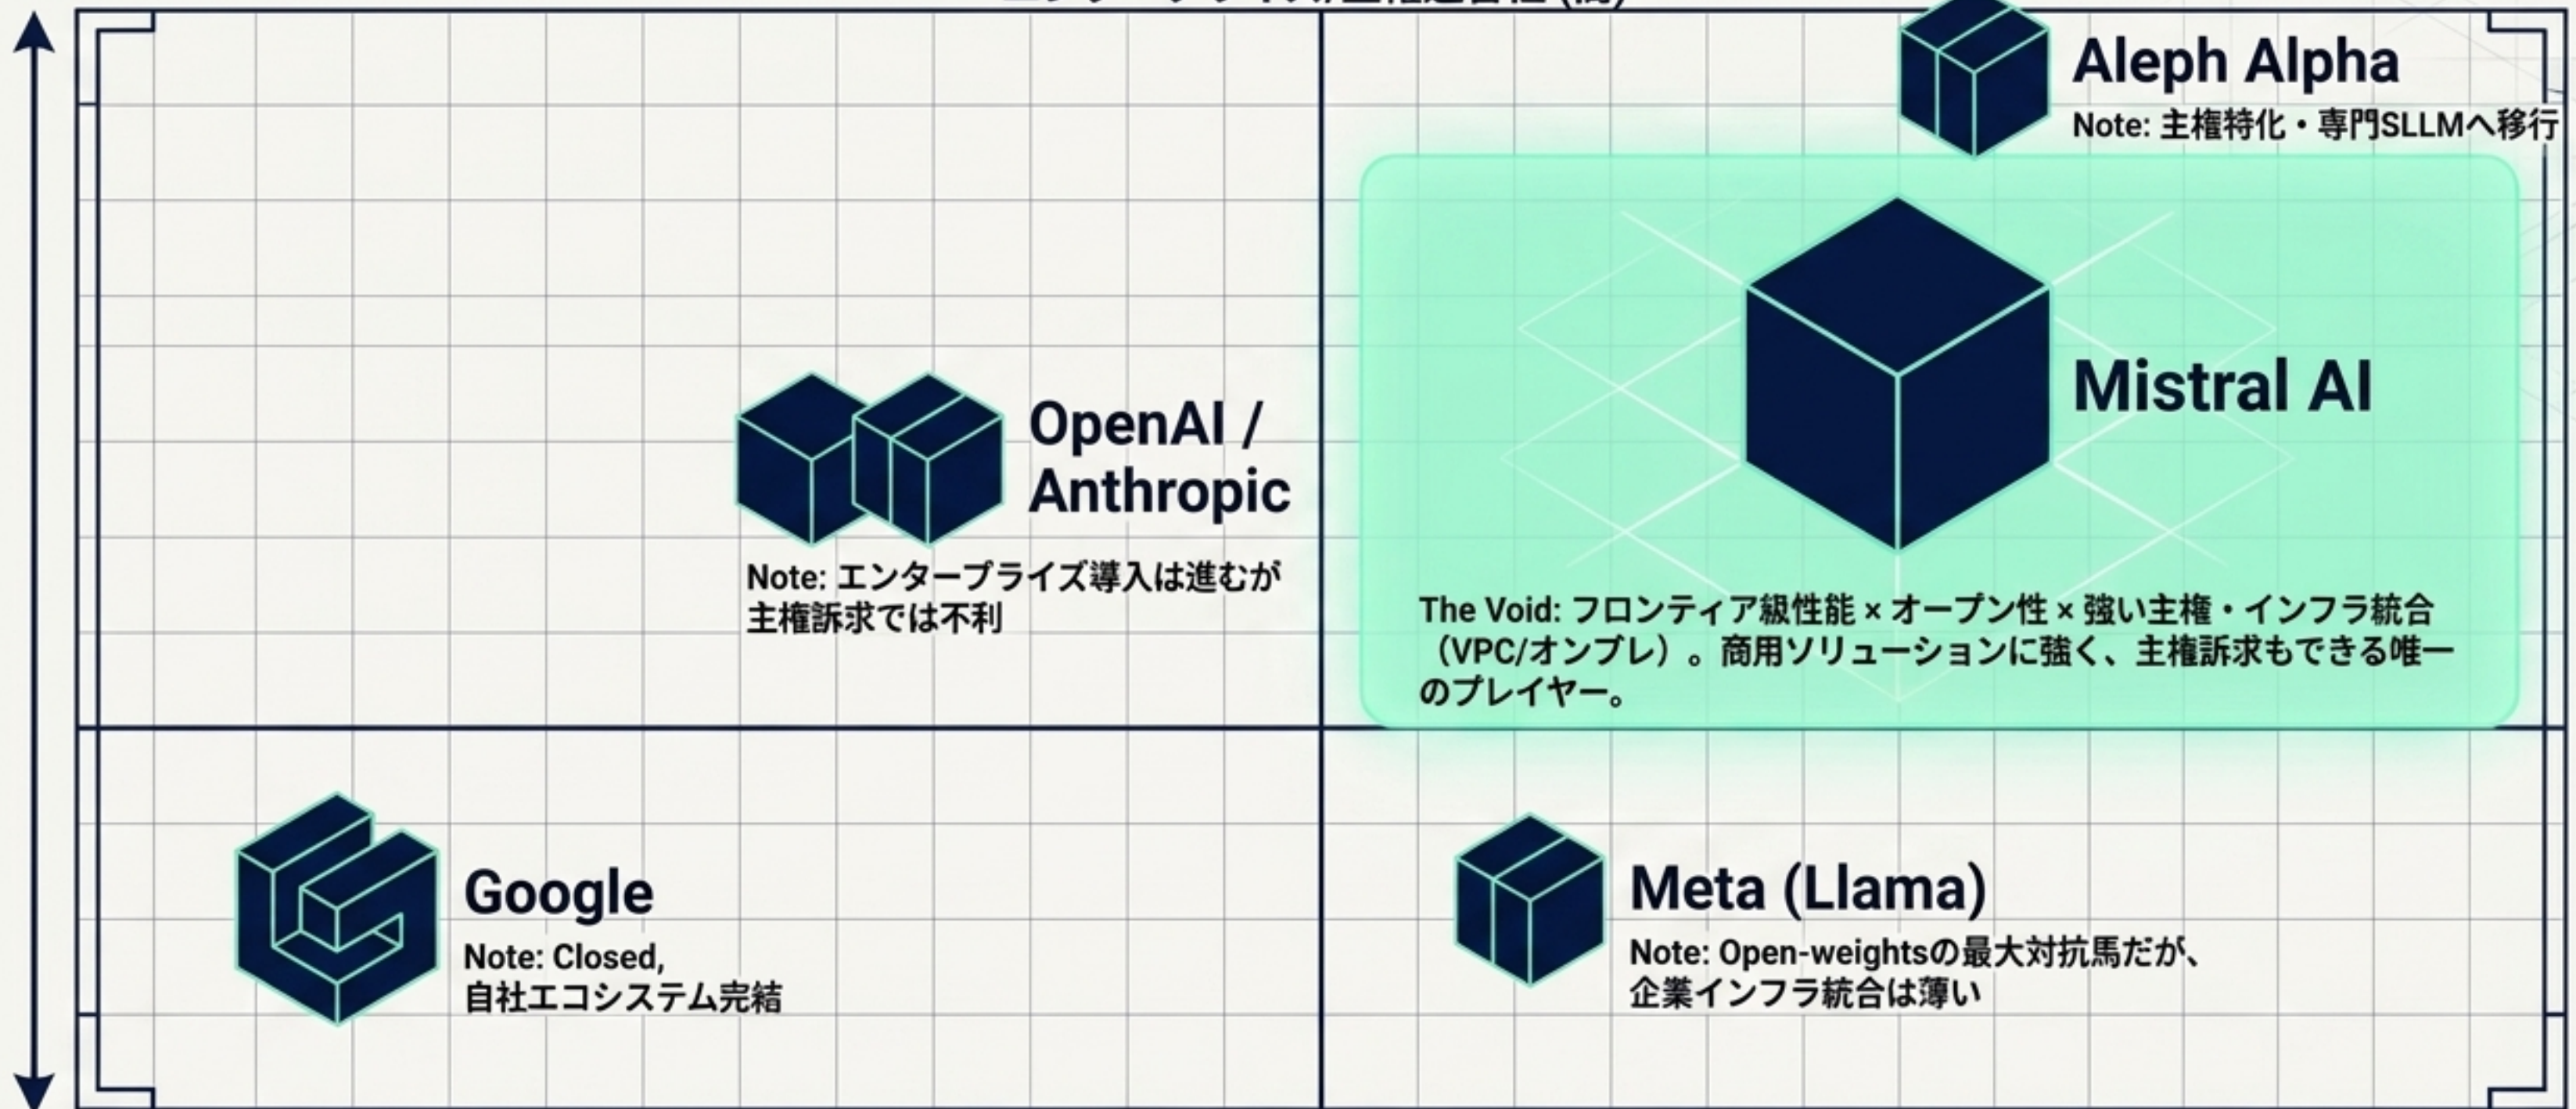 Aleph Alpha
Note: 主権特化・専門SLLMへ移行
Mistral AI
OpenAI /
Anthropic
Note: エンタープライズ導入は進むが
主権訴求では不利
The Void: フロンティア級性能 × オープン性 × 強い主権・インフラ統合
（VPC/オンプレ）。商用ソリューションに強く、主権訴求もできる唯一
のプレイヤー。
Google
Note: Closed,
自社エコシステム完結
Meta (Llama)
Note: Open-weightsの最大対抗馬だが、
企業インフラ統合は薄い